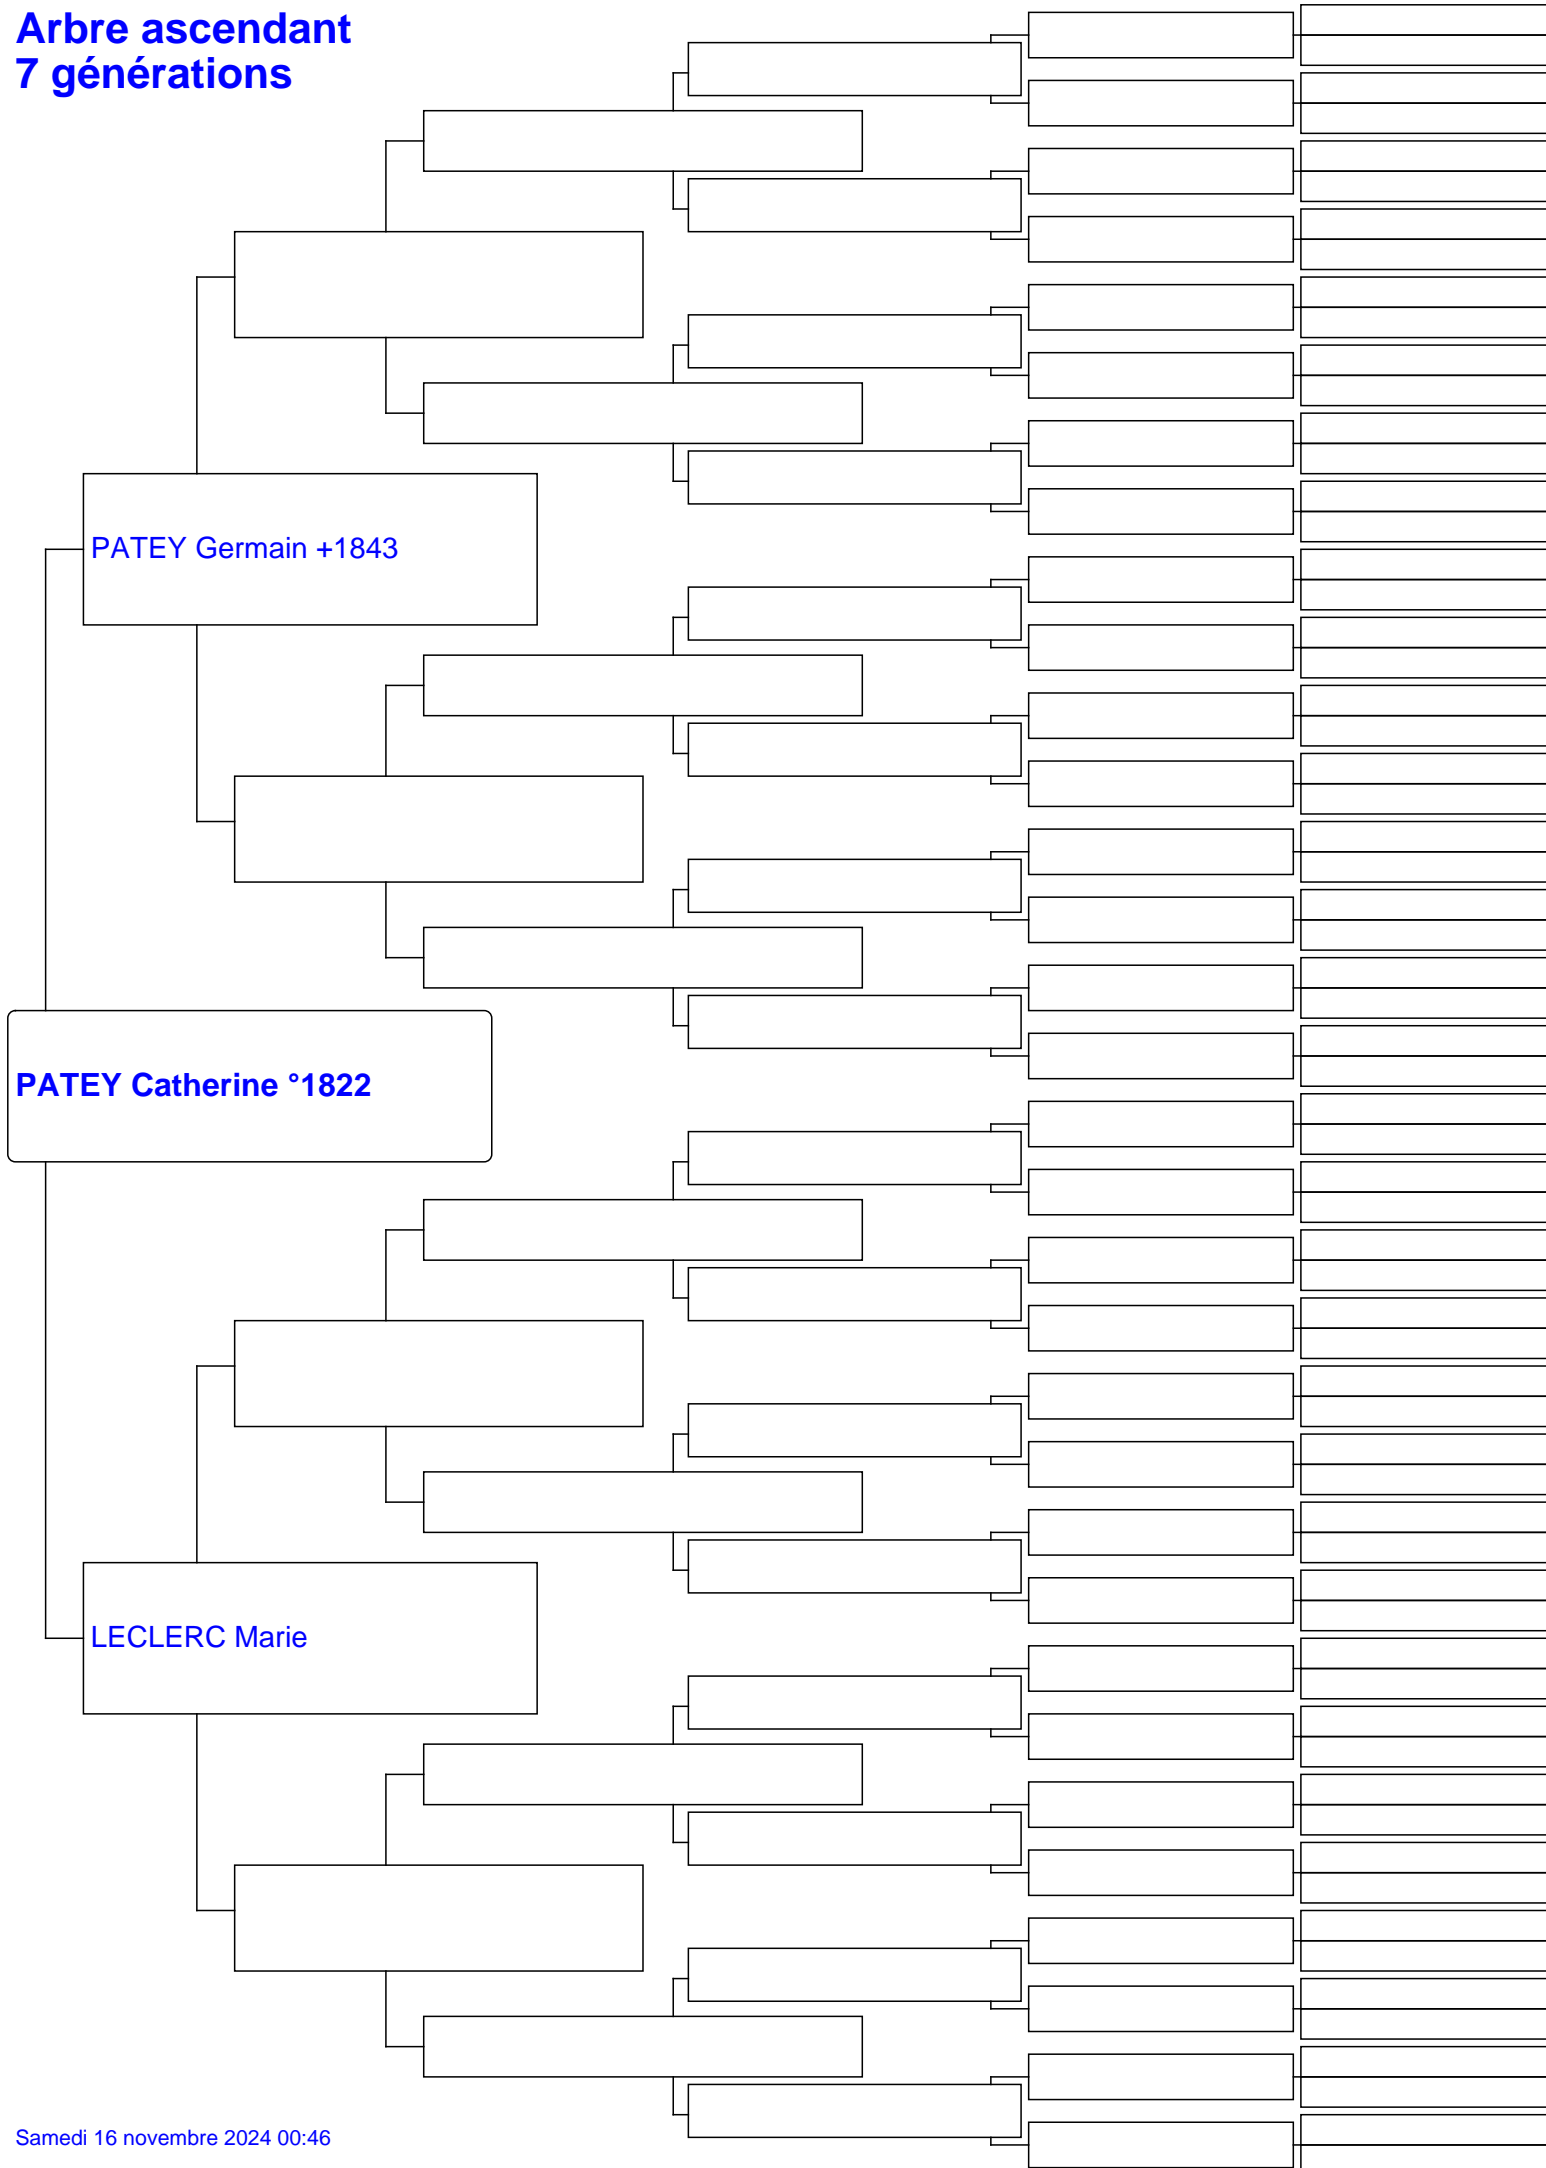 Arbre ascendant
7 générations
PATEY Germain +1843
PATEY Catherine °1822
LECLERC Marie
Samedi 16 novembre 2024 00:46